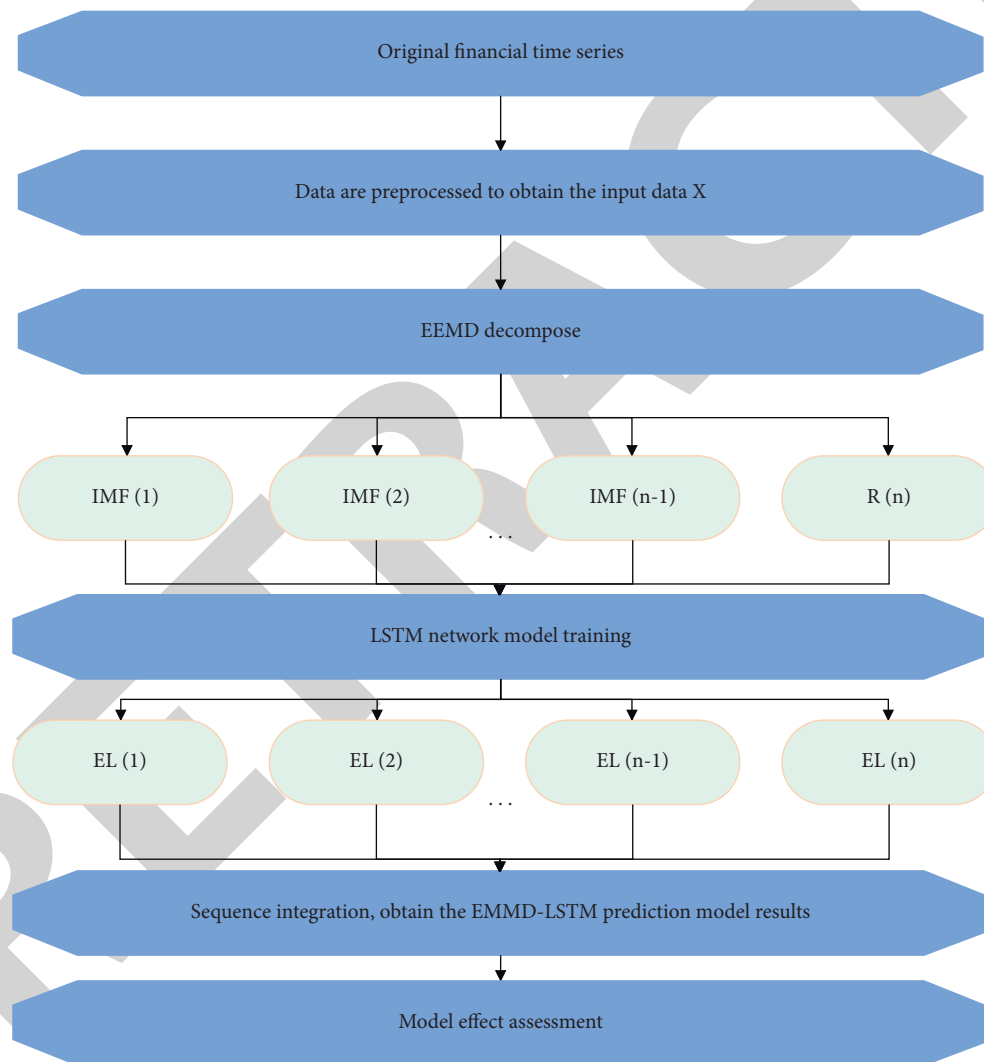 Original financial time series
Data are preprocessed to obtain the input data X
EEMD decompose
IMF (1)
IMF (2)
...
IMF (n-1)
R (n)
LSTM network model training
EL (1)
EL (2)
...
EL (n-1)
EL (n)
Sequence integration, obtain the EMMD-LSTM prediction model results
Model effect assessment